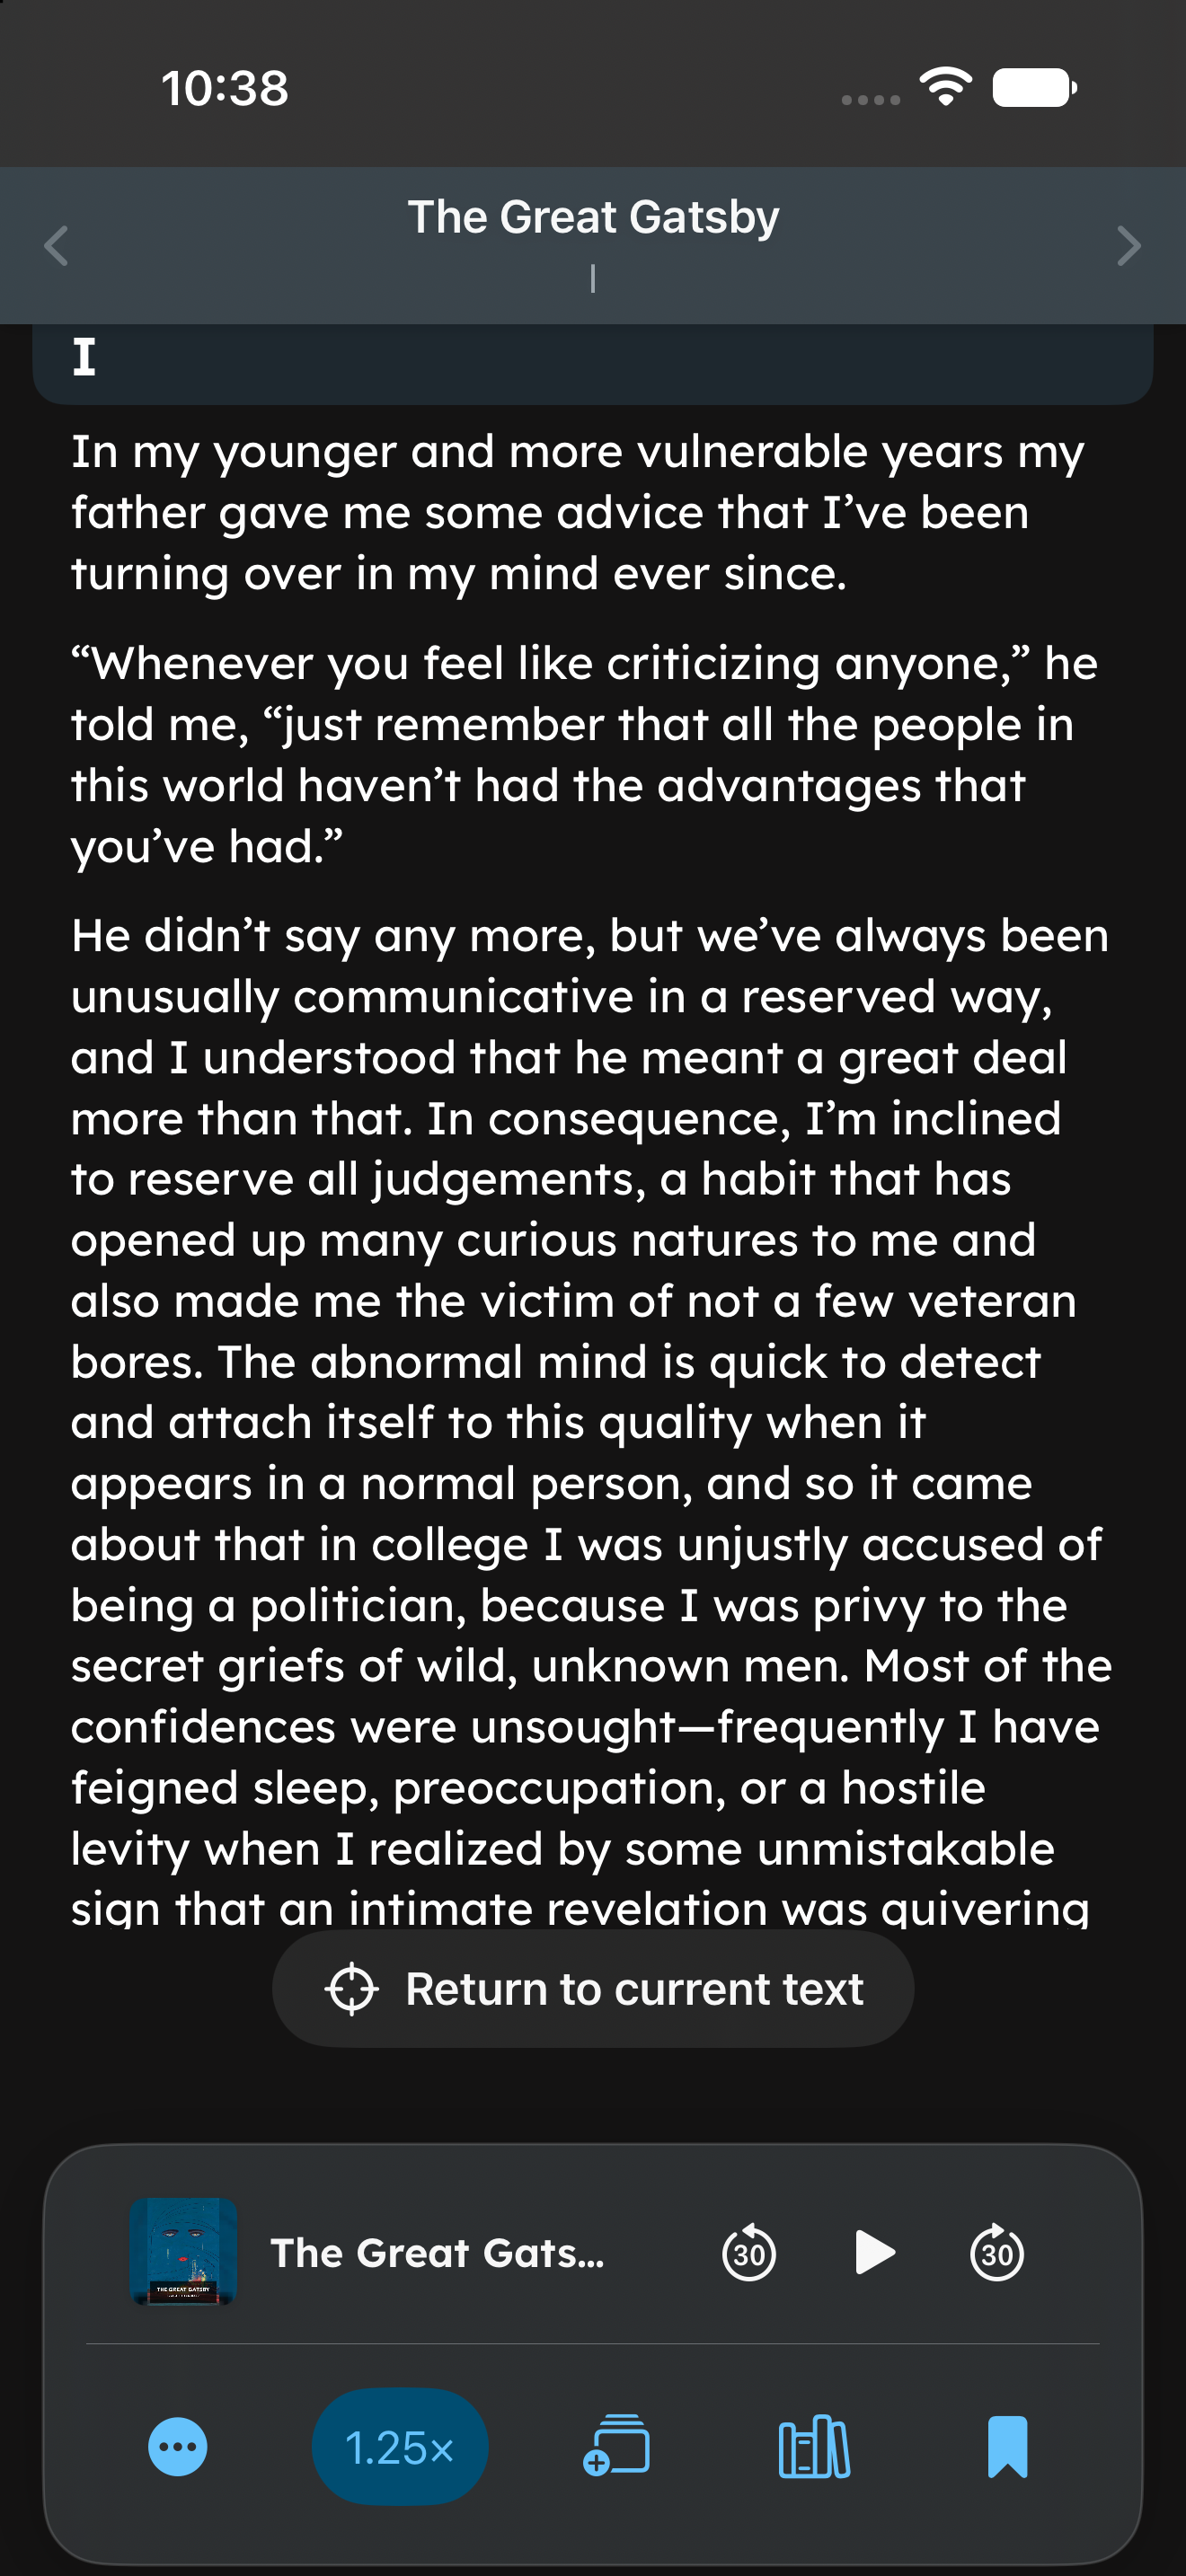 10:38
The Great Gatsby
I
I
In my younger and more vulnerable years my
father gave me some advice that I’ve been
turning over in my mind ever since.
“Whenever you feel like criticizing anyone,” he
told me, “just remember that all the people in
this world haven’t had the advantages that
you’ve had.”
He didn’t say any more, but we’ve always been
unusually communicative in a reserved way,
and I understood that he meant a great deal
more than that. In consequence, I’m inclined
to reserve all judgements, a habit that has
opened up many curious natures to me and
also made me the victim of not a few veteran
bores. The abnormal mind is quick to detect
and attach itself to this quality when it
appears in a normal person, and so it came
about that in college I was unjustly accused of
being a politician, because I was privy to the
secret griefs of wild, unknown men. Most of the
confidences were unsought—frequently I have
feigned sleep, preoccupation, or a hostile
levity when I realized by some unmistakable
sign that an intimate revelation was quivering
Return to current text
THE GREAT GATSBY
The Great Gats...
30
30
1.25×